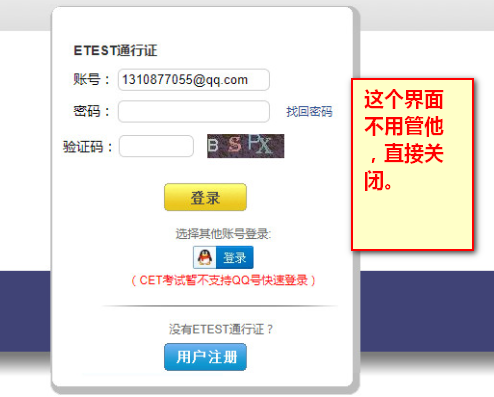 ETEST通行证
账号： 1310877055@qq.com
密码： 找回密码
验证码： BSPX
登录
选择其他账号登录:
登录
（CET考试暂不支持QQ号快速登录）
没有ETEST通行证？
用户注册
这个界面
不用管他
，直接关
闭。